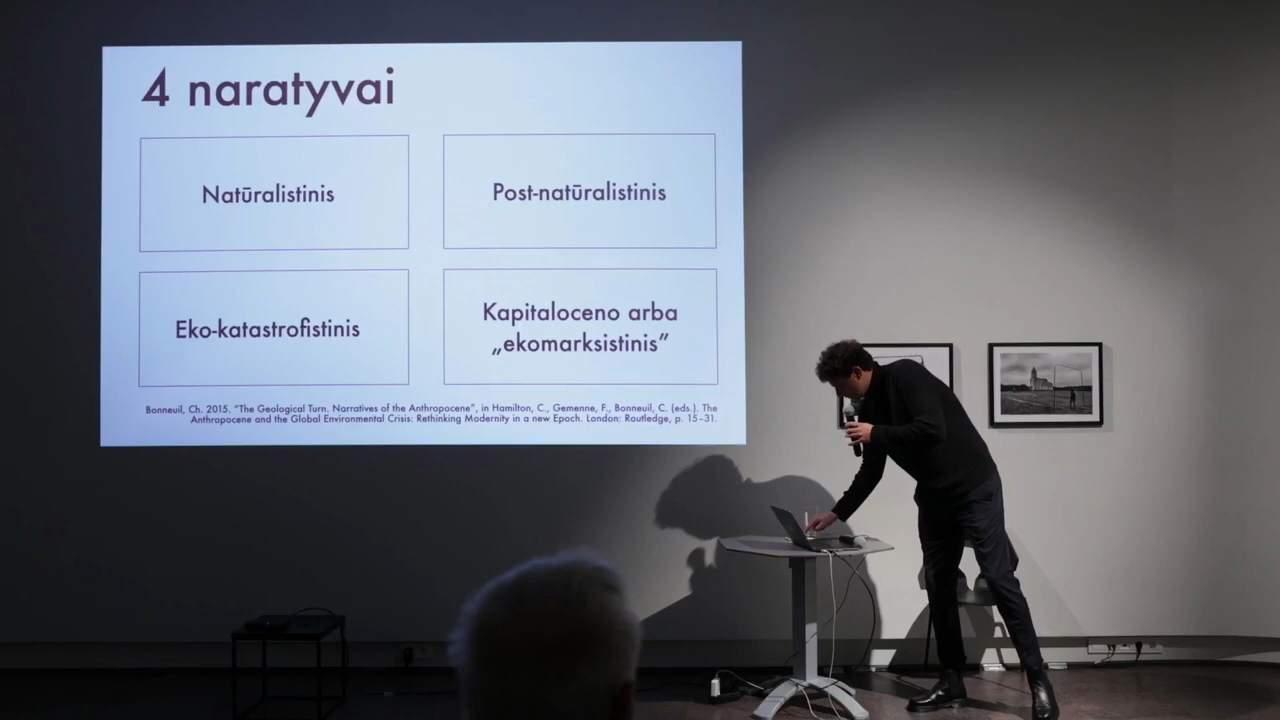 4 naratyvai
Natūralistinis
Post-natūralistinis
Eko-katastrofistinis
Kapitaloceno arba
„ekomarksistinis”
Bonneuil, Ch. 2015. “The Geological Turn. Narratives of the Anthropocene”, in Hamilton, C., Gemenne, F., Bonneuil, C. (eds.). The
Anthropocene and the Global Environmental Crisis: Rethinking Modernity in a new Epoch. London: Routledge, p. 15–31.